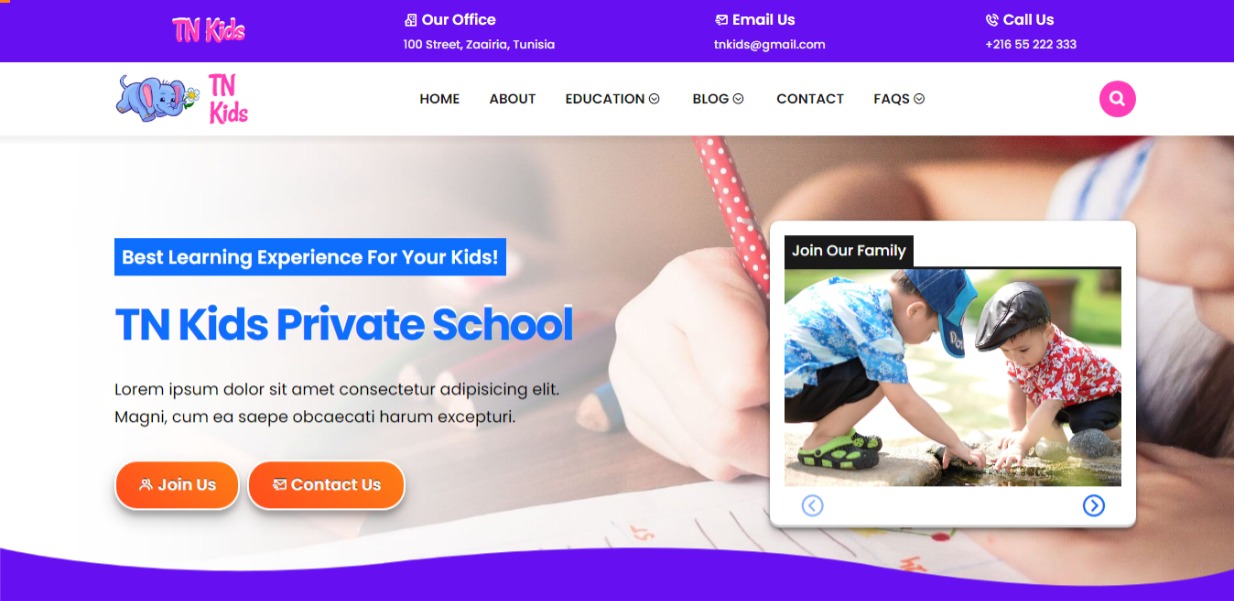 TN Kids
Our Office
100 Street, Zaairia, Tunisia
Email Us
tnkids@gmail.com
Call Us
+216 55 222 333
TN
Kids
HOME ABOUT EDUCATION BLOG CONTACT FAQS
Best Learning Experience For Your Kids!
TN Kids Private School
Lorem ipsum dolor sit amet consectetur adipisicing elit.
Magni, cum ea saepe obcaecati harum excepturi.
Join Us
Contact Us
Join Our Family